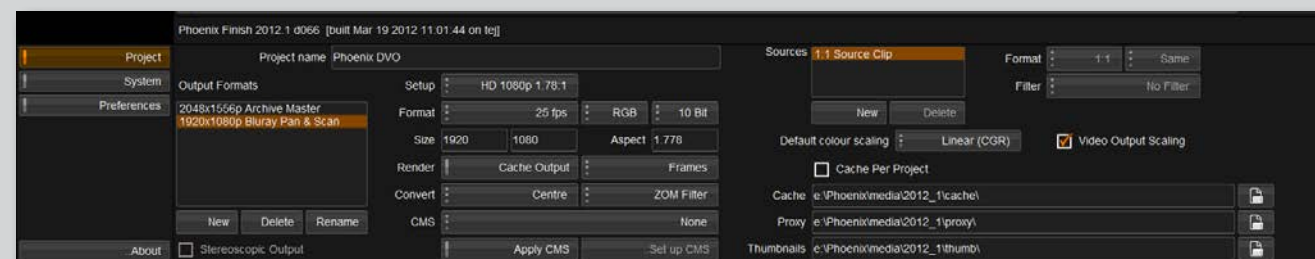 Phoenix Finish 2012.1 d066 [built Mar 19 2012 11:01:44 on tej]
Project
System
Preferences
About
Project name Phoenix DVO
Output Formats
2048x1556p Archive Master
1920x1080p Bluray Pan & Scan
New Delete Rename
Stereoscopic Output
Setup HD 1080p 1.78:1
Format 25 fps RGB 10 Bit
Size 1920 1080 Aspect 1.778
Render Cache Output Frames
Convert Centre ZOM Filter
CMS None
Apply CMS Set up CMS
Sources 1:1 Source Clip
New Delete
Format 1:1 Same
Filter No Filter
Default colour scaling Linear (CGR) Video Output Scaling
Cache Per Project
Cache e:\Phoenix\media\2012_1\cache\
Proxy e:\Phoenix\media\2012_1\proxy\
Thumbnails e:\Phoenix\media\2012_1\thumb\